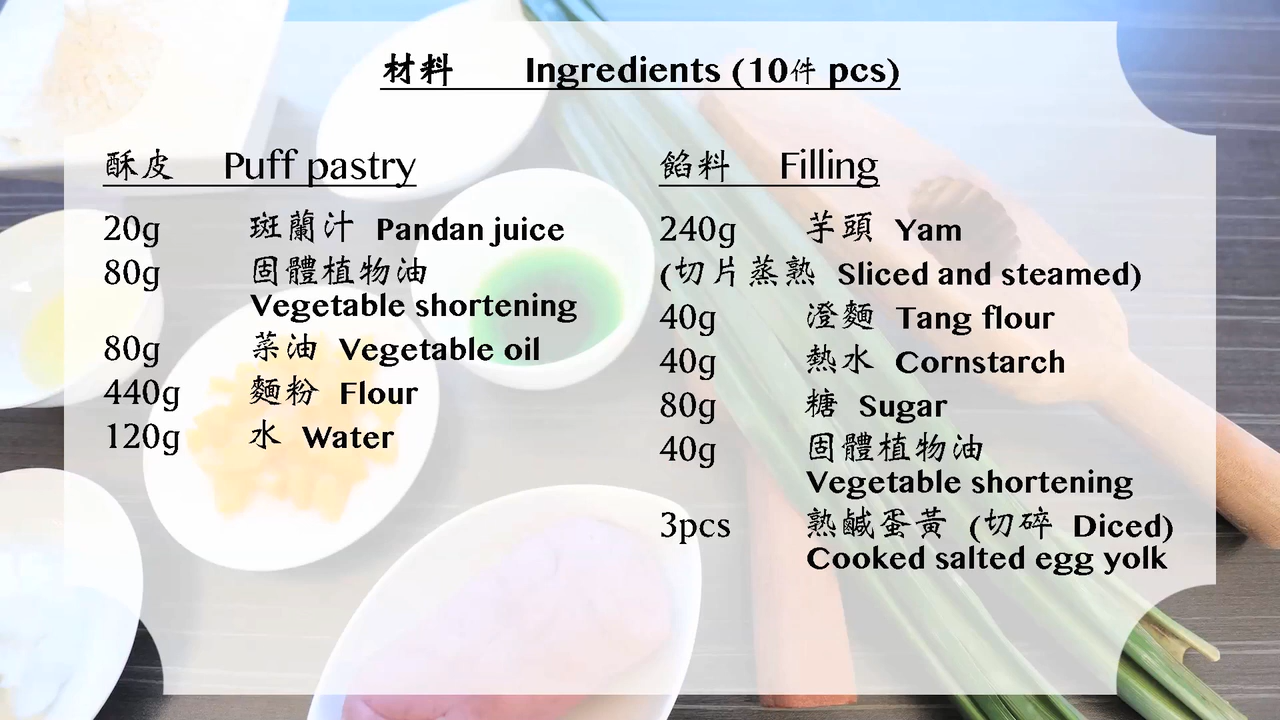 材料 Ingredients (10件 pcs)
酥皮 Puff pastry
20g 斑蘭汁 Pandan juice
80g 固體植物油
Vegetable shortening
80g 菜油 Vegetable oil
440g 麵粉 Flour
120g 水 Water
餡料 Filling
240g 芋頭 Yam
(切片蒸熟 Sliced and steamed)
40g 澄麵 Tang flour
40g 熱水 Cornstarch
80g 糖 Sugar
40g 固體植物油
Vegetable shortening
3pcs 熟鹹蛋黃 (切碎 Diced)
Cooked salted egg yolk